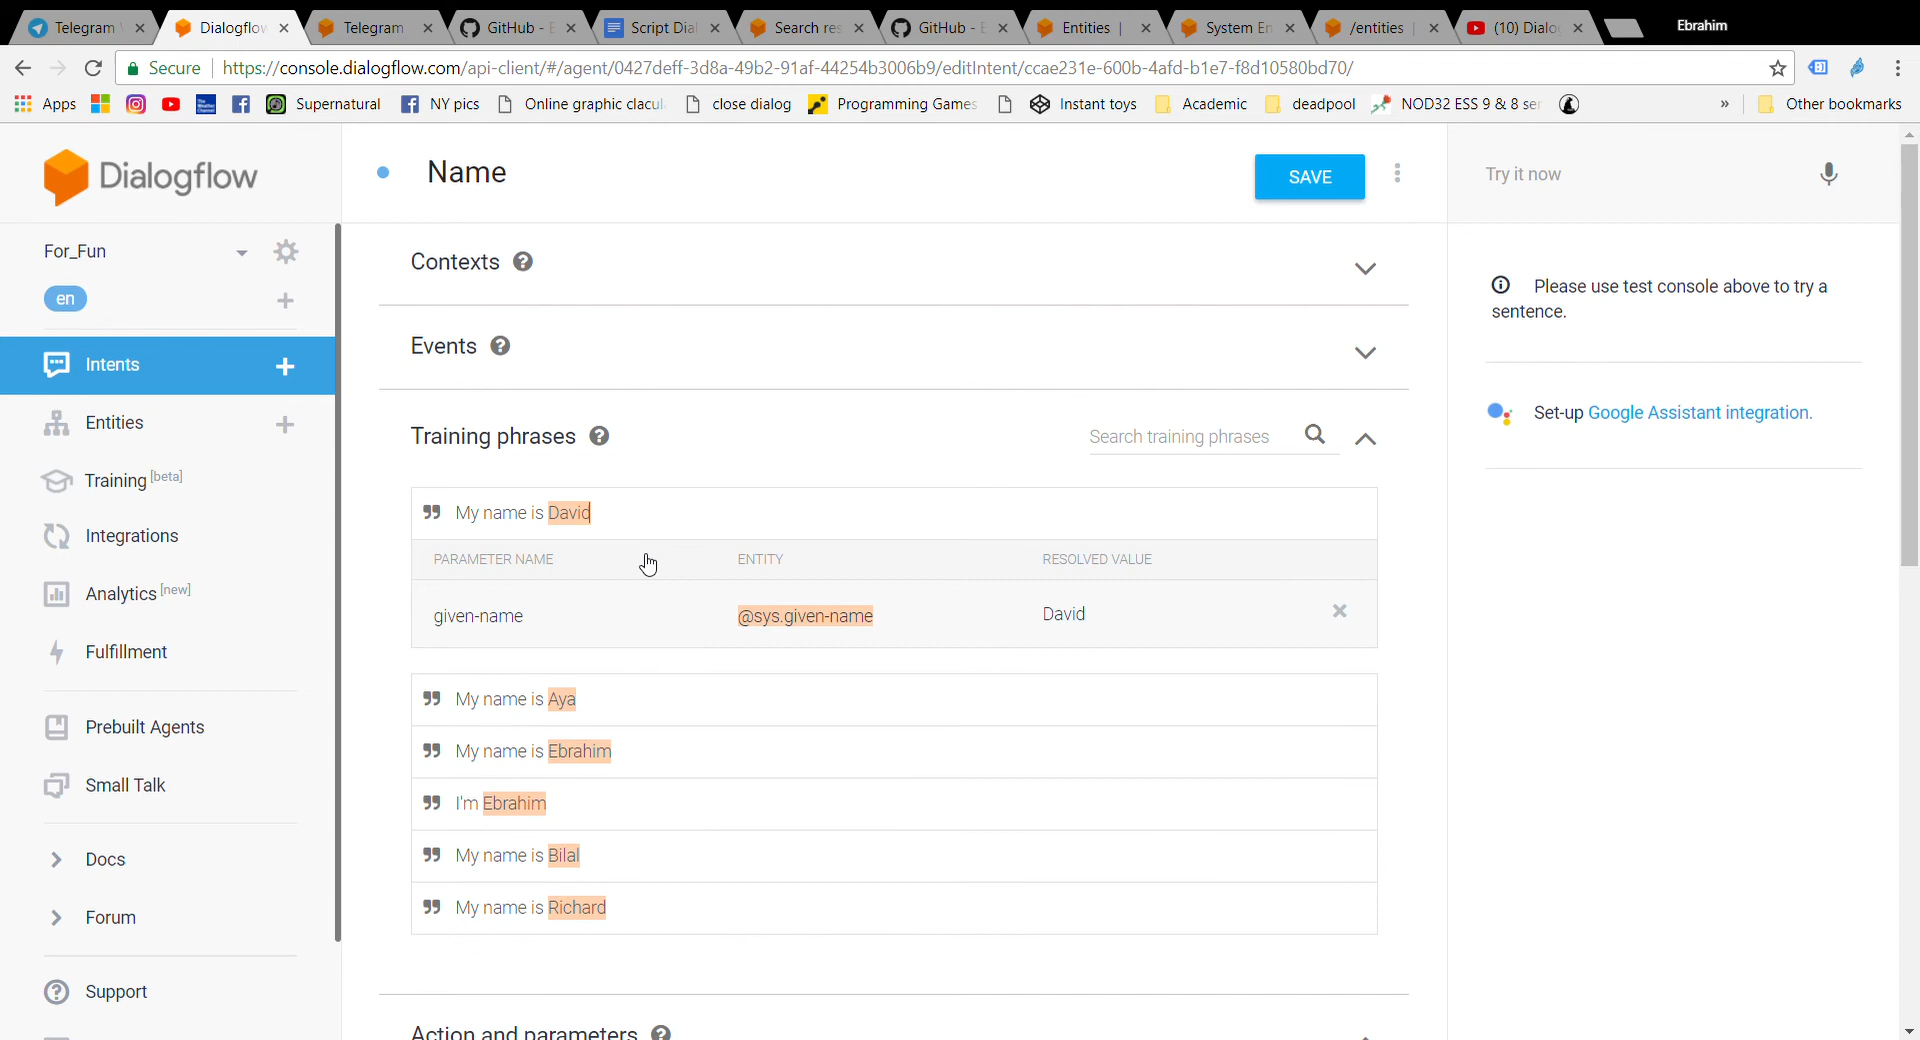 Telegram
Dialogflow
Telegram
GitHub - E
Script Dial
Search res
GitHub - E
Entities |
System En
/entities |
(10) Dialo
Ebrahim
Secure
https://console.dialogflow.com/api-client/#/agent/0427deff-3d8a-49b2-91af-44254b3006b9/editIntent/ccae231e-600b-4afd-b1e7-f8d10580bd70/
Apps
Supernatural
NY pics
Online graphic clacul
close dialog
Programming Games
Instant toys
Academic
deadpool
NOD32 ESS 9 & 8 ser
»
Other bookmarks
Dialogflow
Name
SAVE
Try it now
For_Fun
en
Contexts
Please use test console above to try a
sentence.
Events
Intents
Set-up Google Assistant integration.
Entities
Training phrases
Search training phrases
Training [beta]
My name is David
Integrations
PARAMETER NAME
ENTITY
RESOLVED VALUE
Analytics [new]
given-name
@sys.given-name
David
Fulfillment
My name is Aya
Prebuilt Agents
My name is Ebrahim
Small Talk
I'm Ebrahim
Docs
My name is Bilal
Forum
My name is Richard
Support
Action and parameters